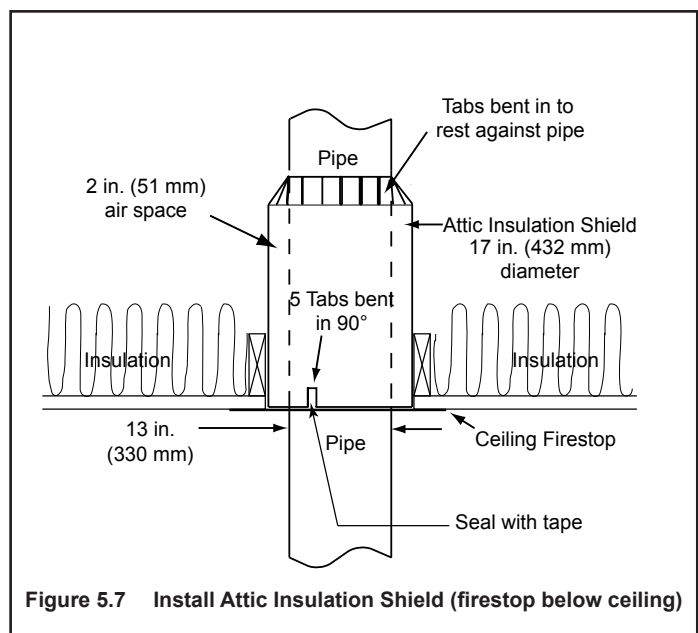 Tabs bent in to
rest against pipe
Pipe
2 in. (51 mm)
air space
Attic Insulation Shield
17 in. (432 mm)
diameter
5 Tabs bent
in 90°
Insulation
Insulation
13 in.
(330 mm)
Pipe
Ceiling Firestop
Seal with tape
Figure 5.7 Install Attic Insulation Shield (firestop below ceiling)